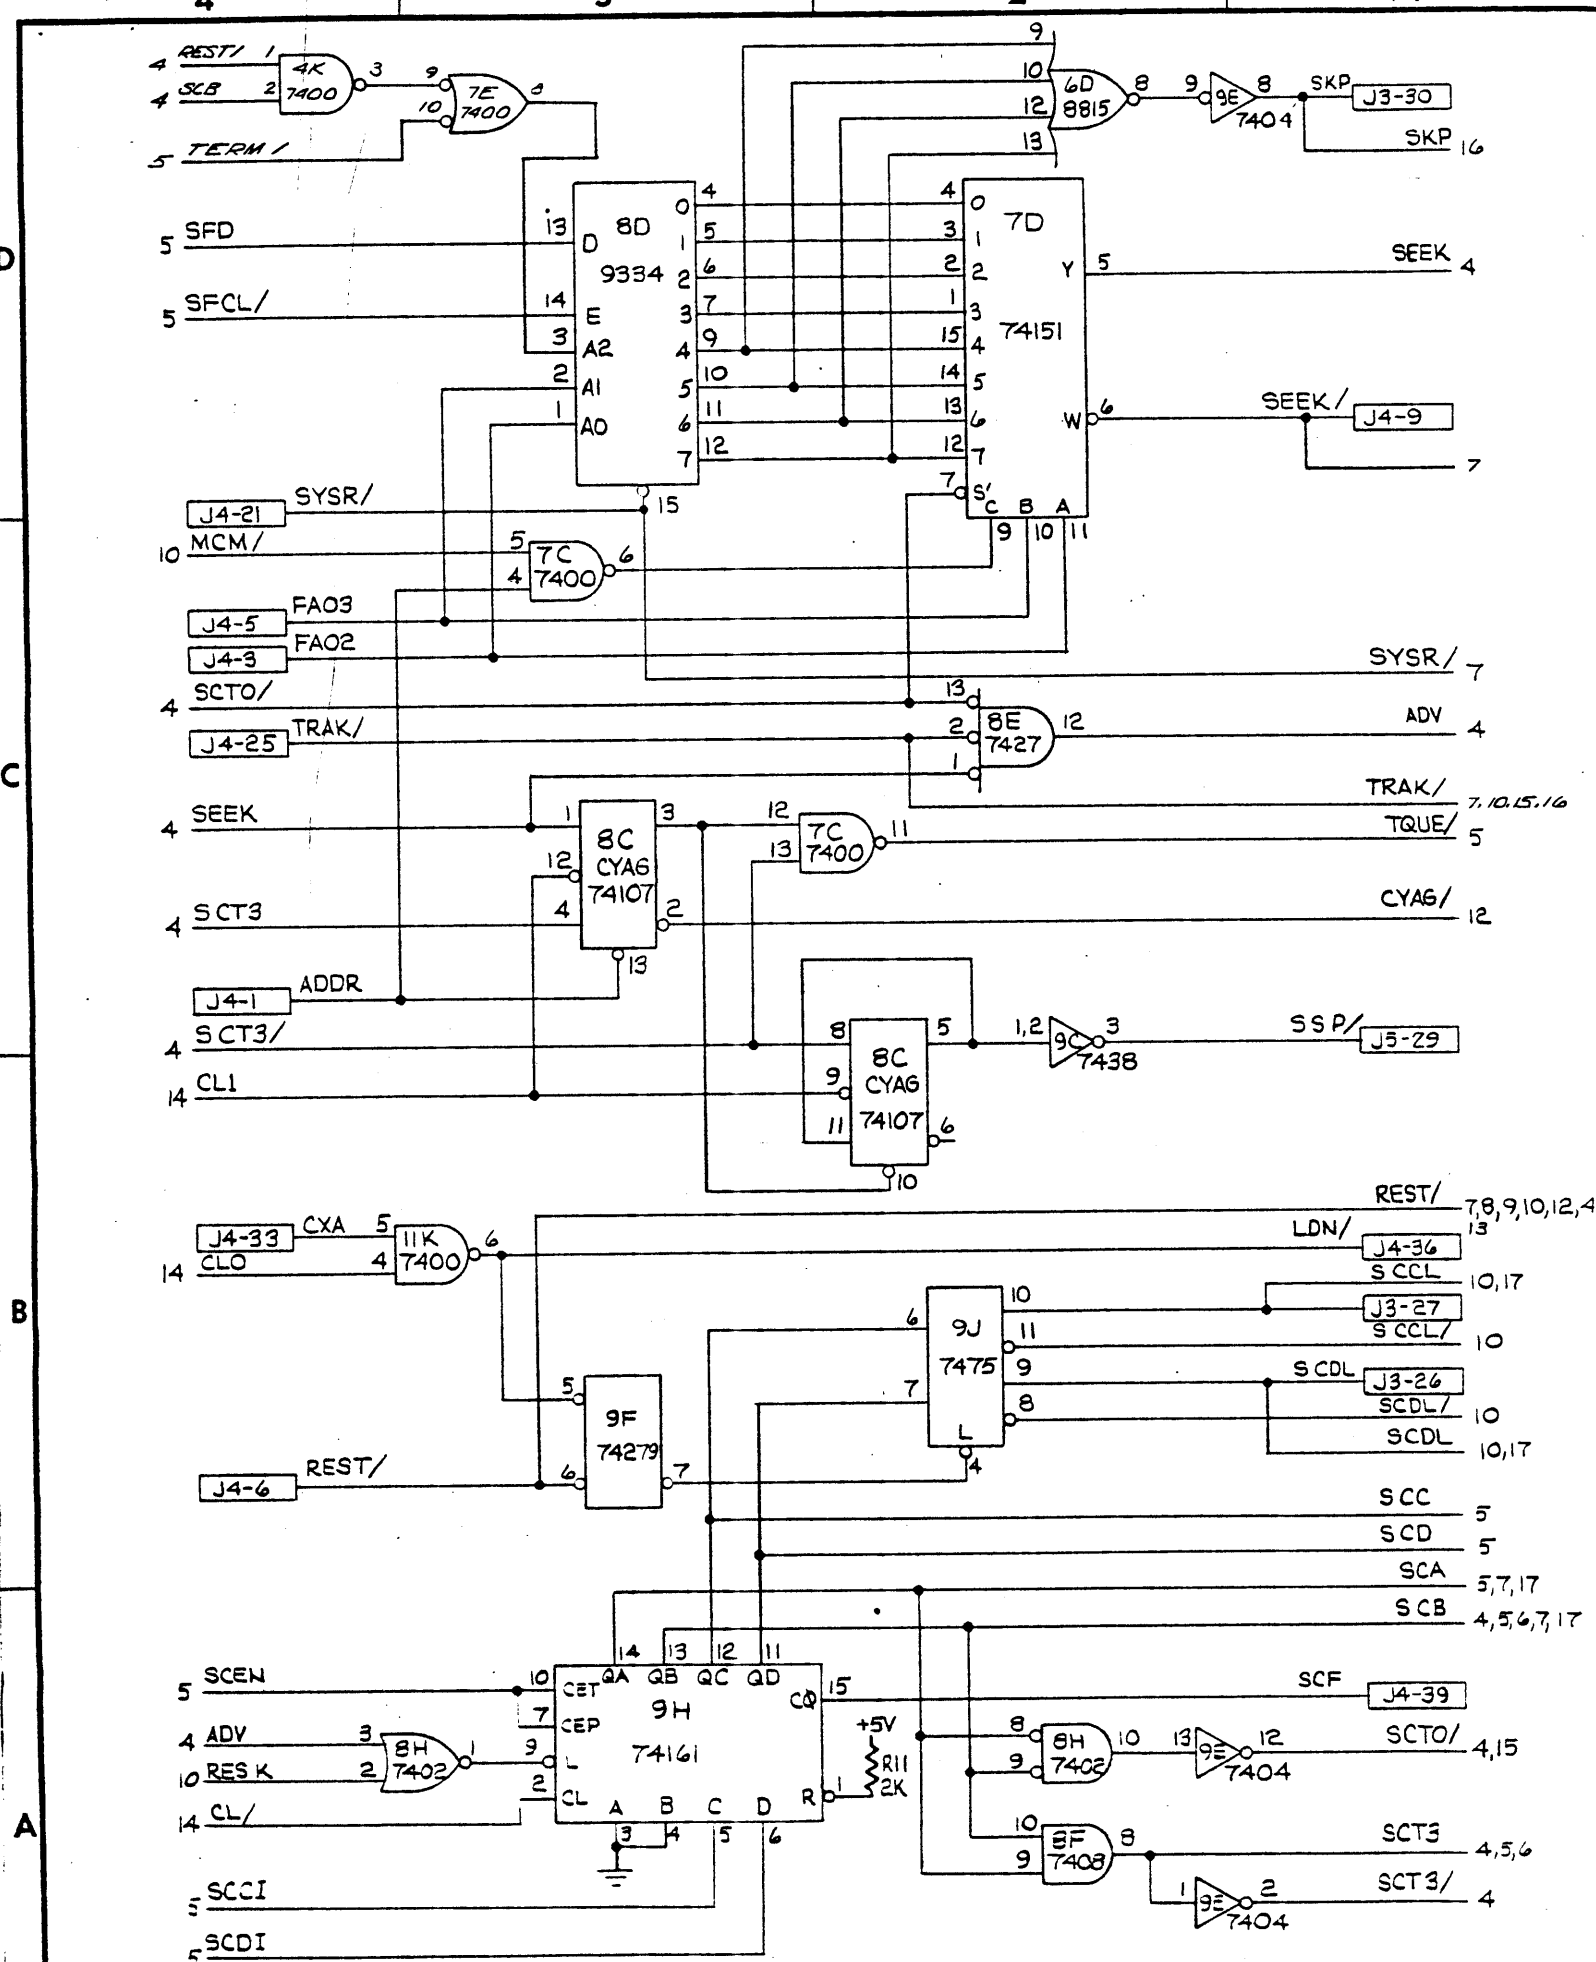 4 REST/ 1
4 SCB 2
4K
7400
3
9
10
7E
7400
8
5 TERM/
9
10
12
13
6D
8815
8
9
9E
7404
8
SKP J3-30
SKP 16
5 SFD 13 D
5 SFCL/ 14 E
3 A2
2 A1
1 A0
8D
9334
0 4
1 5
2 6
3 7
4 9
5 10
6 11
7 12
15
4 0
3 1
2 2
1 3
15 4
14 5
13 6
12 7
7 S'
7D
74151
Y 5
W 6
C B A
9 10 11
SEEK 4
SEEK/ J4-9
7
J4-21 SYSR/
10 MCM/ 5
4
7C
7400
6
J4-5 FA03
J4-3 FA02
SYSR/ 7
4 SCTO/ 13
J4-25 TRAK/ 2
1
8E
7427
12
ADV 4
TRAK/ 7,10,15,16
4 SEEK 1
12
4
8C
CYAG
74107
3
2
13
12
13
7C
7400
11
TQUE/ 5
4 SCT3
CYAG/ 12
J4-1 ADDR
4 SCT3/ 8
14 CL1 9
11
8C
CYAG
74107
5
6
10
1,2
9C
7438
3
SSP/ J5-29
REST/ 7,8,9,10,12,4
13
J4-33 CXA 5
14 CLO 4
11K
7400
6
LDN/ J4-36
SCCL 10,17
J3-27
SCCL/ 10
SCDL J3-26
SCDL/ 10
SCDL 10,17
6
7
9J
7475
L
4
10
11
9
8
5
6
9F
74279
7
J4-6 REST/
SCC 5
SCD 5
SCA 5,7,17
SCB 4,5,6,7,17
14 13 12 11
QA QB QC QD
5 SCEN 10 CET
7 CEP
4 ADV 3
10 RESK 2
8H
7402
1
9 L
14 CL/ 2 CL
9H
74161
CO 15
R 1
+5V
R11
2K
A B C D
3 4 5 6
SCF J4-39
8
9
8H
7402
10
13
9E
7404
12
SCTO/ 4,15
10
9
8F
7408
8
SCT3 4,5,6
1
9E
7404
2
SCT3/ 4
5 SCCI
5 SCDI
D
C
B
A